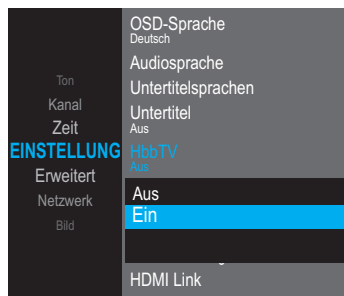 Ton
Kanal
Zeit
EINSTELLUNG
Erweitert
Netzwerk
Bild
OSD-Sprache
Deutsch
Audiosprache
Untertitelsprachen
Untertitel
Aus
HbbTV
Aus
Aus
Ein
HDMI Link